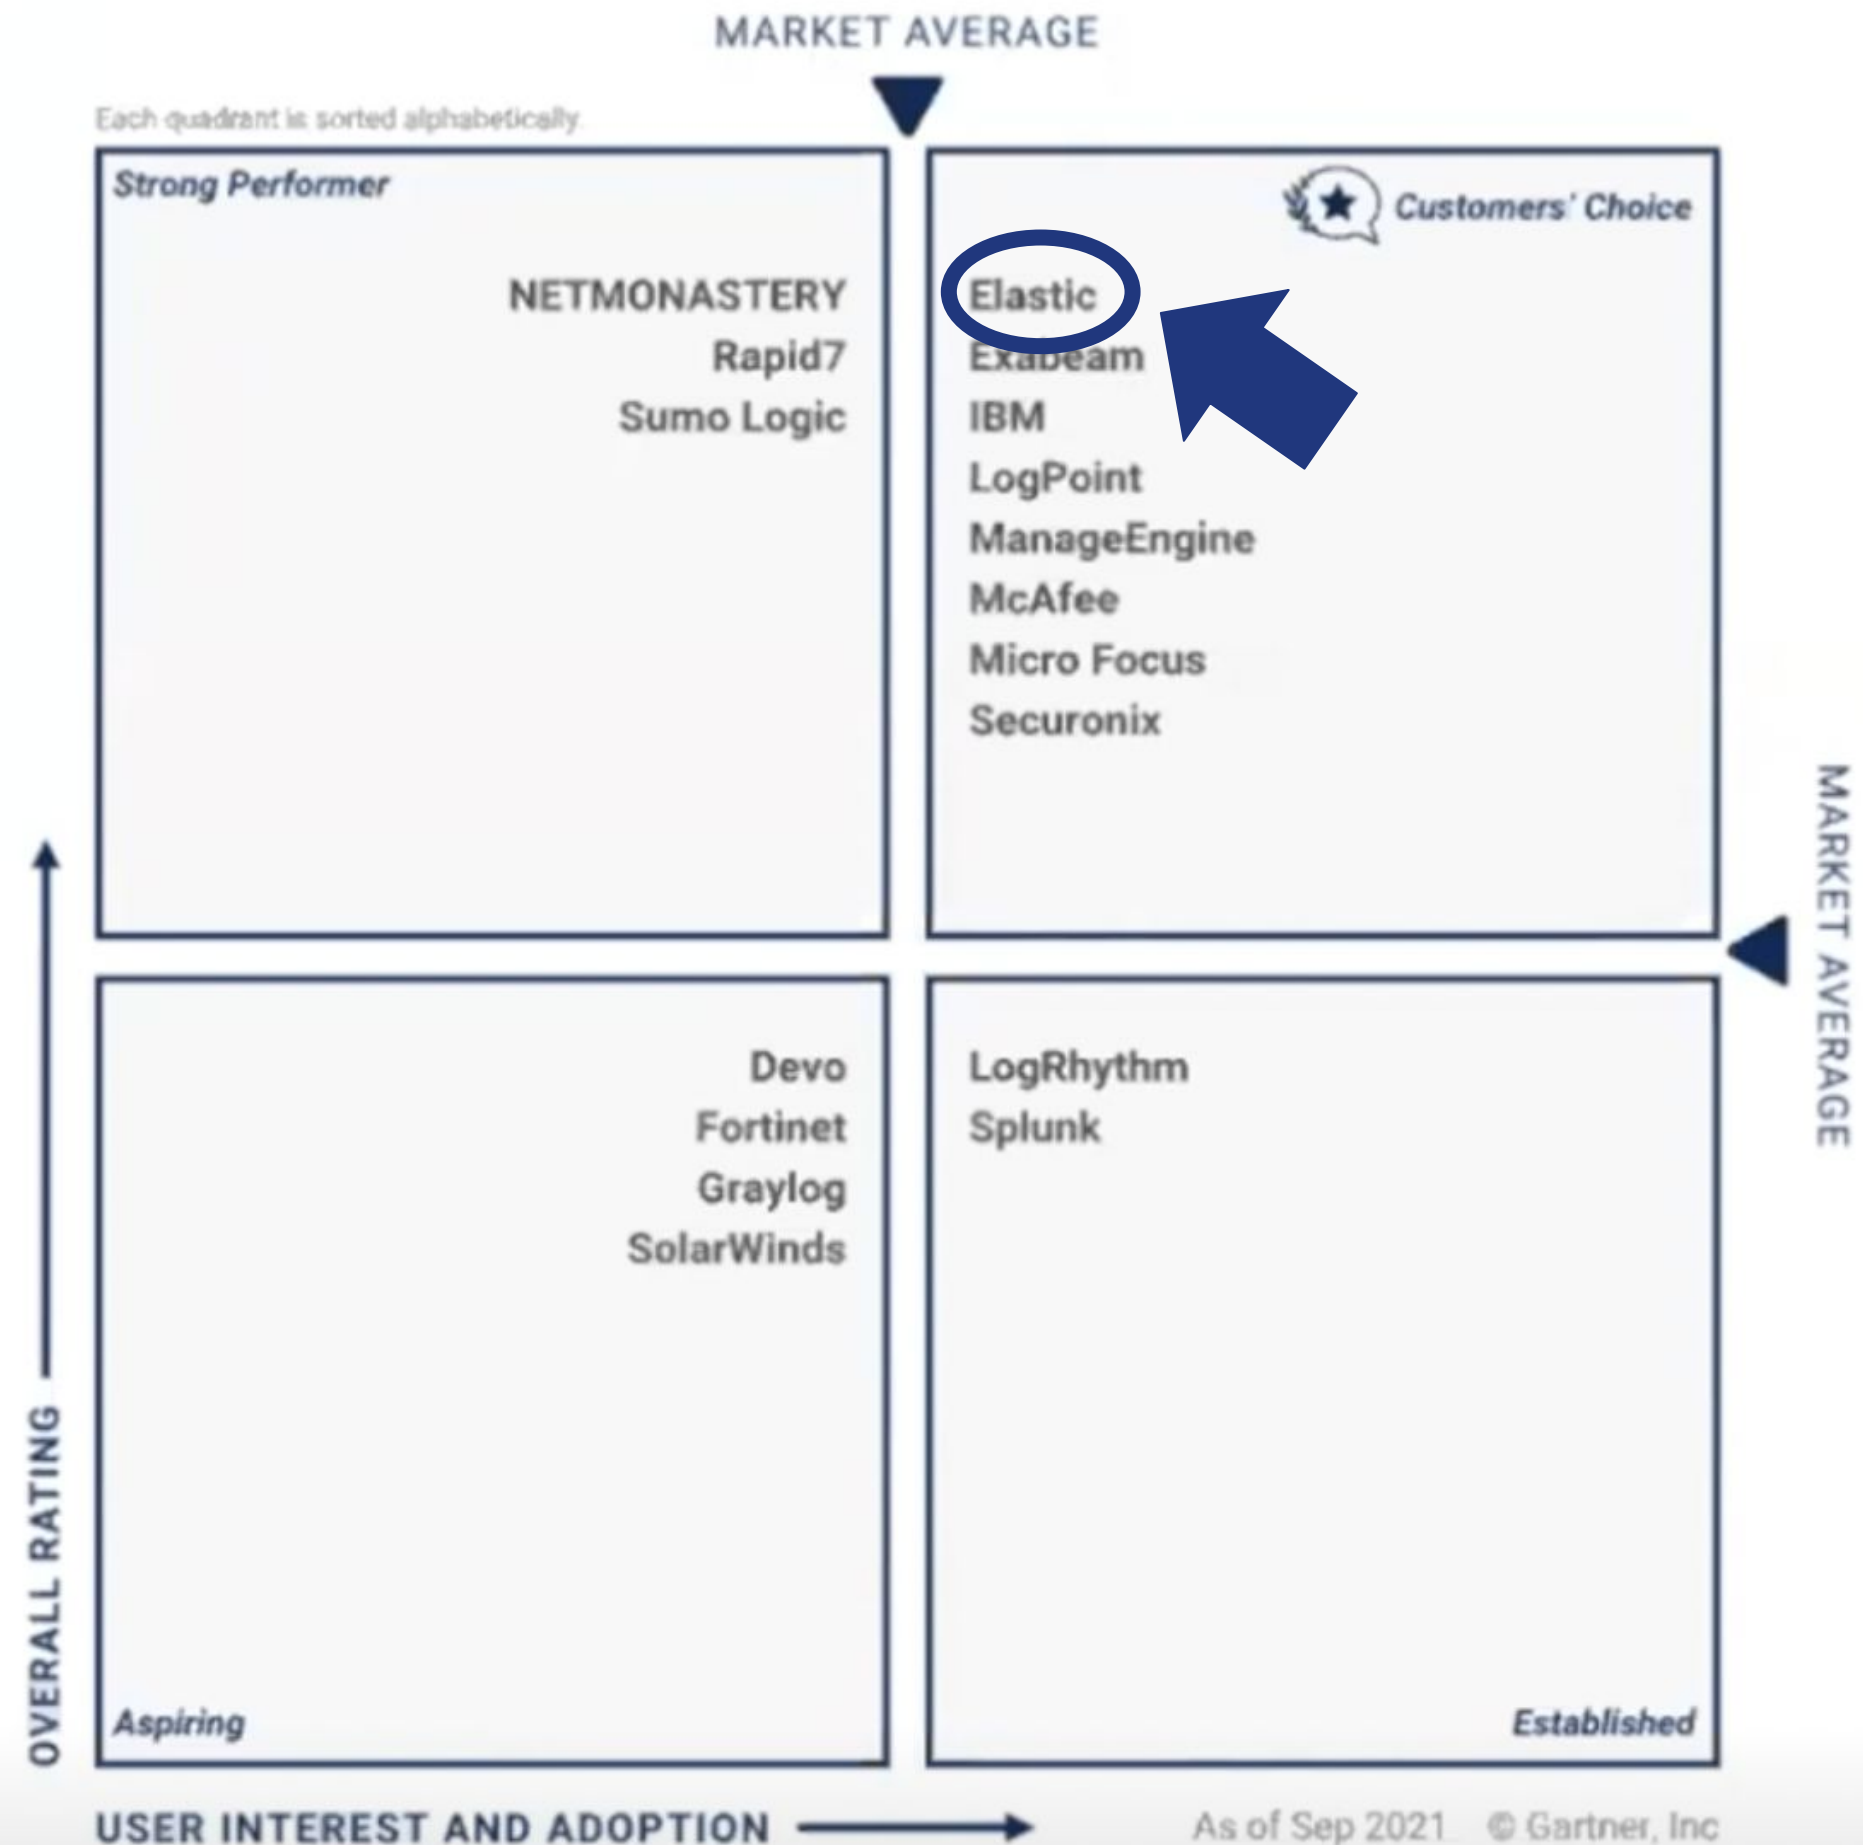 MARKET AVERAGE
Each quadrant is sorted alphabetically.
Strong Performer
NETMONASTERY
Rapid7
Sumo Logic
Customers' Choice
Elastic
Exabeam
IBM
LogPoint
ManageEngine
McAfee
Micro Focus
Securonix
MARKET AVERAGE
Devo
Fortinet
Graylog
SolarWinds
Aspiring
LogRhythm
Splunk
Established
OVERALL RATING
USER INTEREST AND ADOPTION
As of Sep 2021 © Gartner, Inc